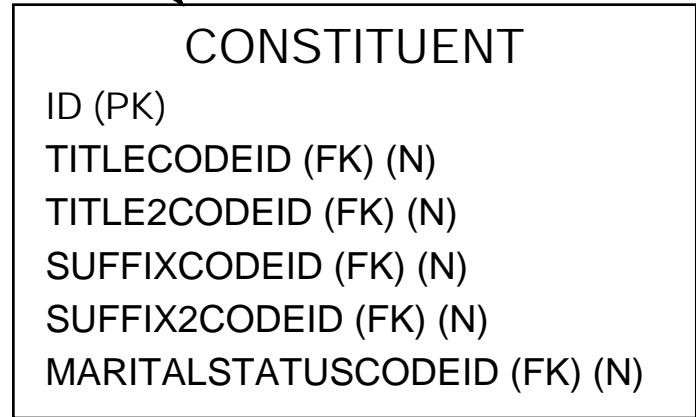 CONSTITUENT
ID (PK)
TITLECODEID (FK) (N)
TITLE2CODEID (FK) (N)
SUFFIXCODEID (FK) (N)
SUFFIX2CODEID (FK) (N)
MARITALSTATUSCODEID (FK) (N)